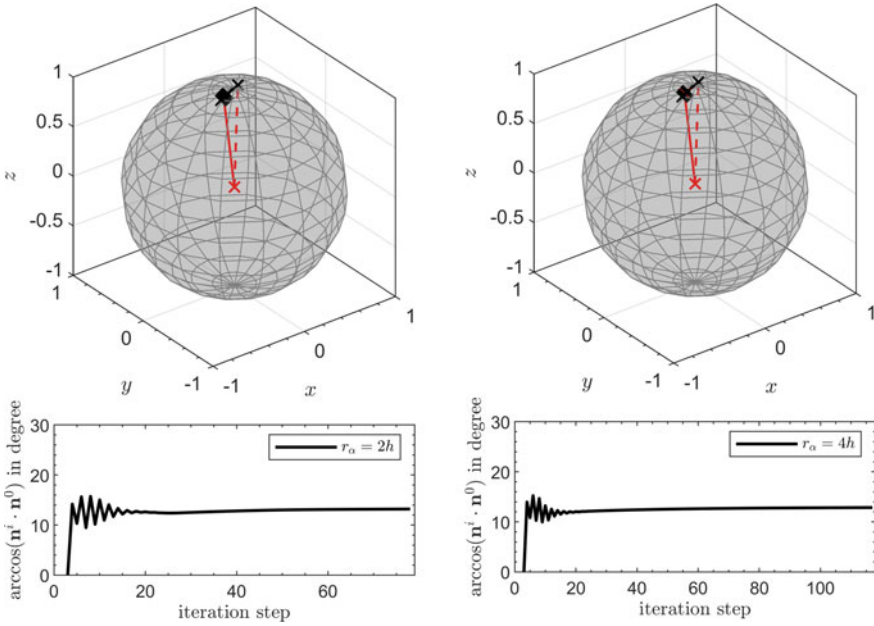 1
0.5
0
-0.5
-1
z
1
0
-1
y
-1
0
1
x
1
0.5
0
-0.5
-1
z
1
0
-1
y
-1
0
1
x
30
20
10
0
arccos(nⁱ · n⁰) in degree
r_α = 2h
0 20 40 60
iteration step
30
20
10
0
arccos(nⁱ · n⁰) in degree
r_α = 4h
0 20 40 60 80 100
iteration step